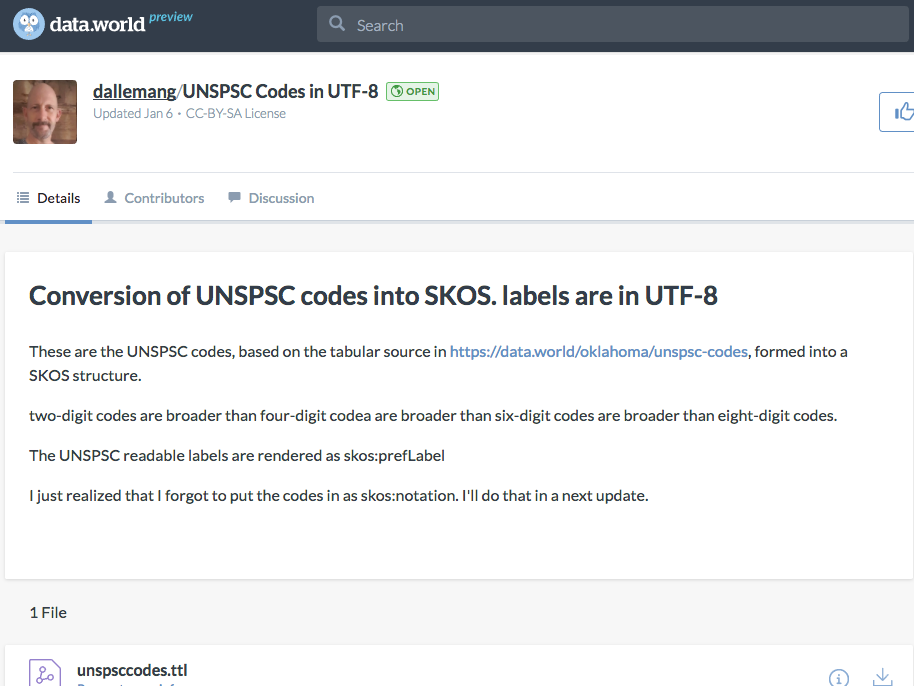 data.world preview
Search
dallemang/UNSPSC Codes in UTF-8 OPEN
Updated Jan 6 • CC-BY-SA License
Details Contributors Discussion
Conversion of UNSPSC codes into SKOS. labels are in UTF-8
These are the UNSPSC codes, based on the tabular source in https://data.world/oklahoma/unspsc-codes, formed into a
SKOS structure.
two-digit codes are broader than four-digit codea are broader than six-digit codes are broader than eight-digit codes.
The UNSPSC readable labels are rendered as skos:prefLabel
I just realized that I forgot to put the codes in as skos:notation. I'll do that in a next update.
1 File
unspsccodes.ttl